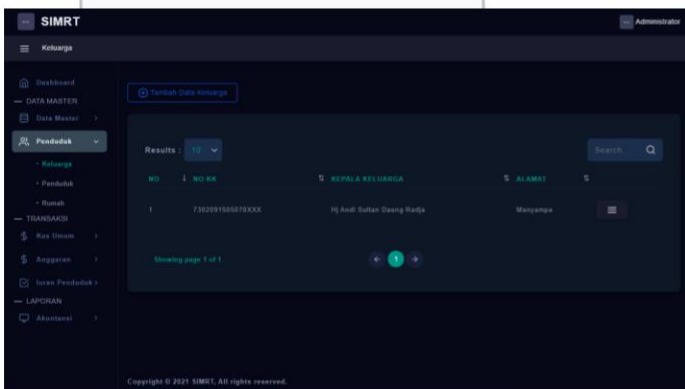 SIMRT
Administrator
Keluarga
Dashboard
DATA MASTER
Data Master
Penduduk
Keluarga
Penduduk
Rumah
TRANSAKSI
Kas Umum
Anggaran
Iuran Penduduk
LAPORAN
Akuntansi
Tambah Data Keluarga
Results : 10
Search
NO NO KK KEPALA KELUARGA ALAMAT
1 7302091505070XXX Hj Andi Sultan Daeng Radja Manyampa
Showing page 1 of 1
1
Copyright © 2021 SIMRT, All rights reserved.